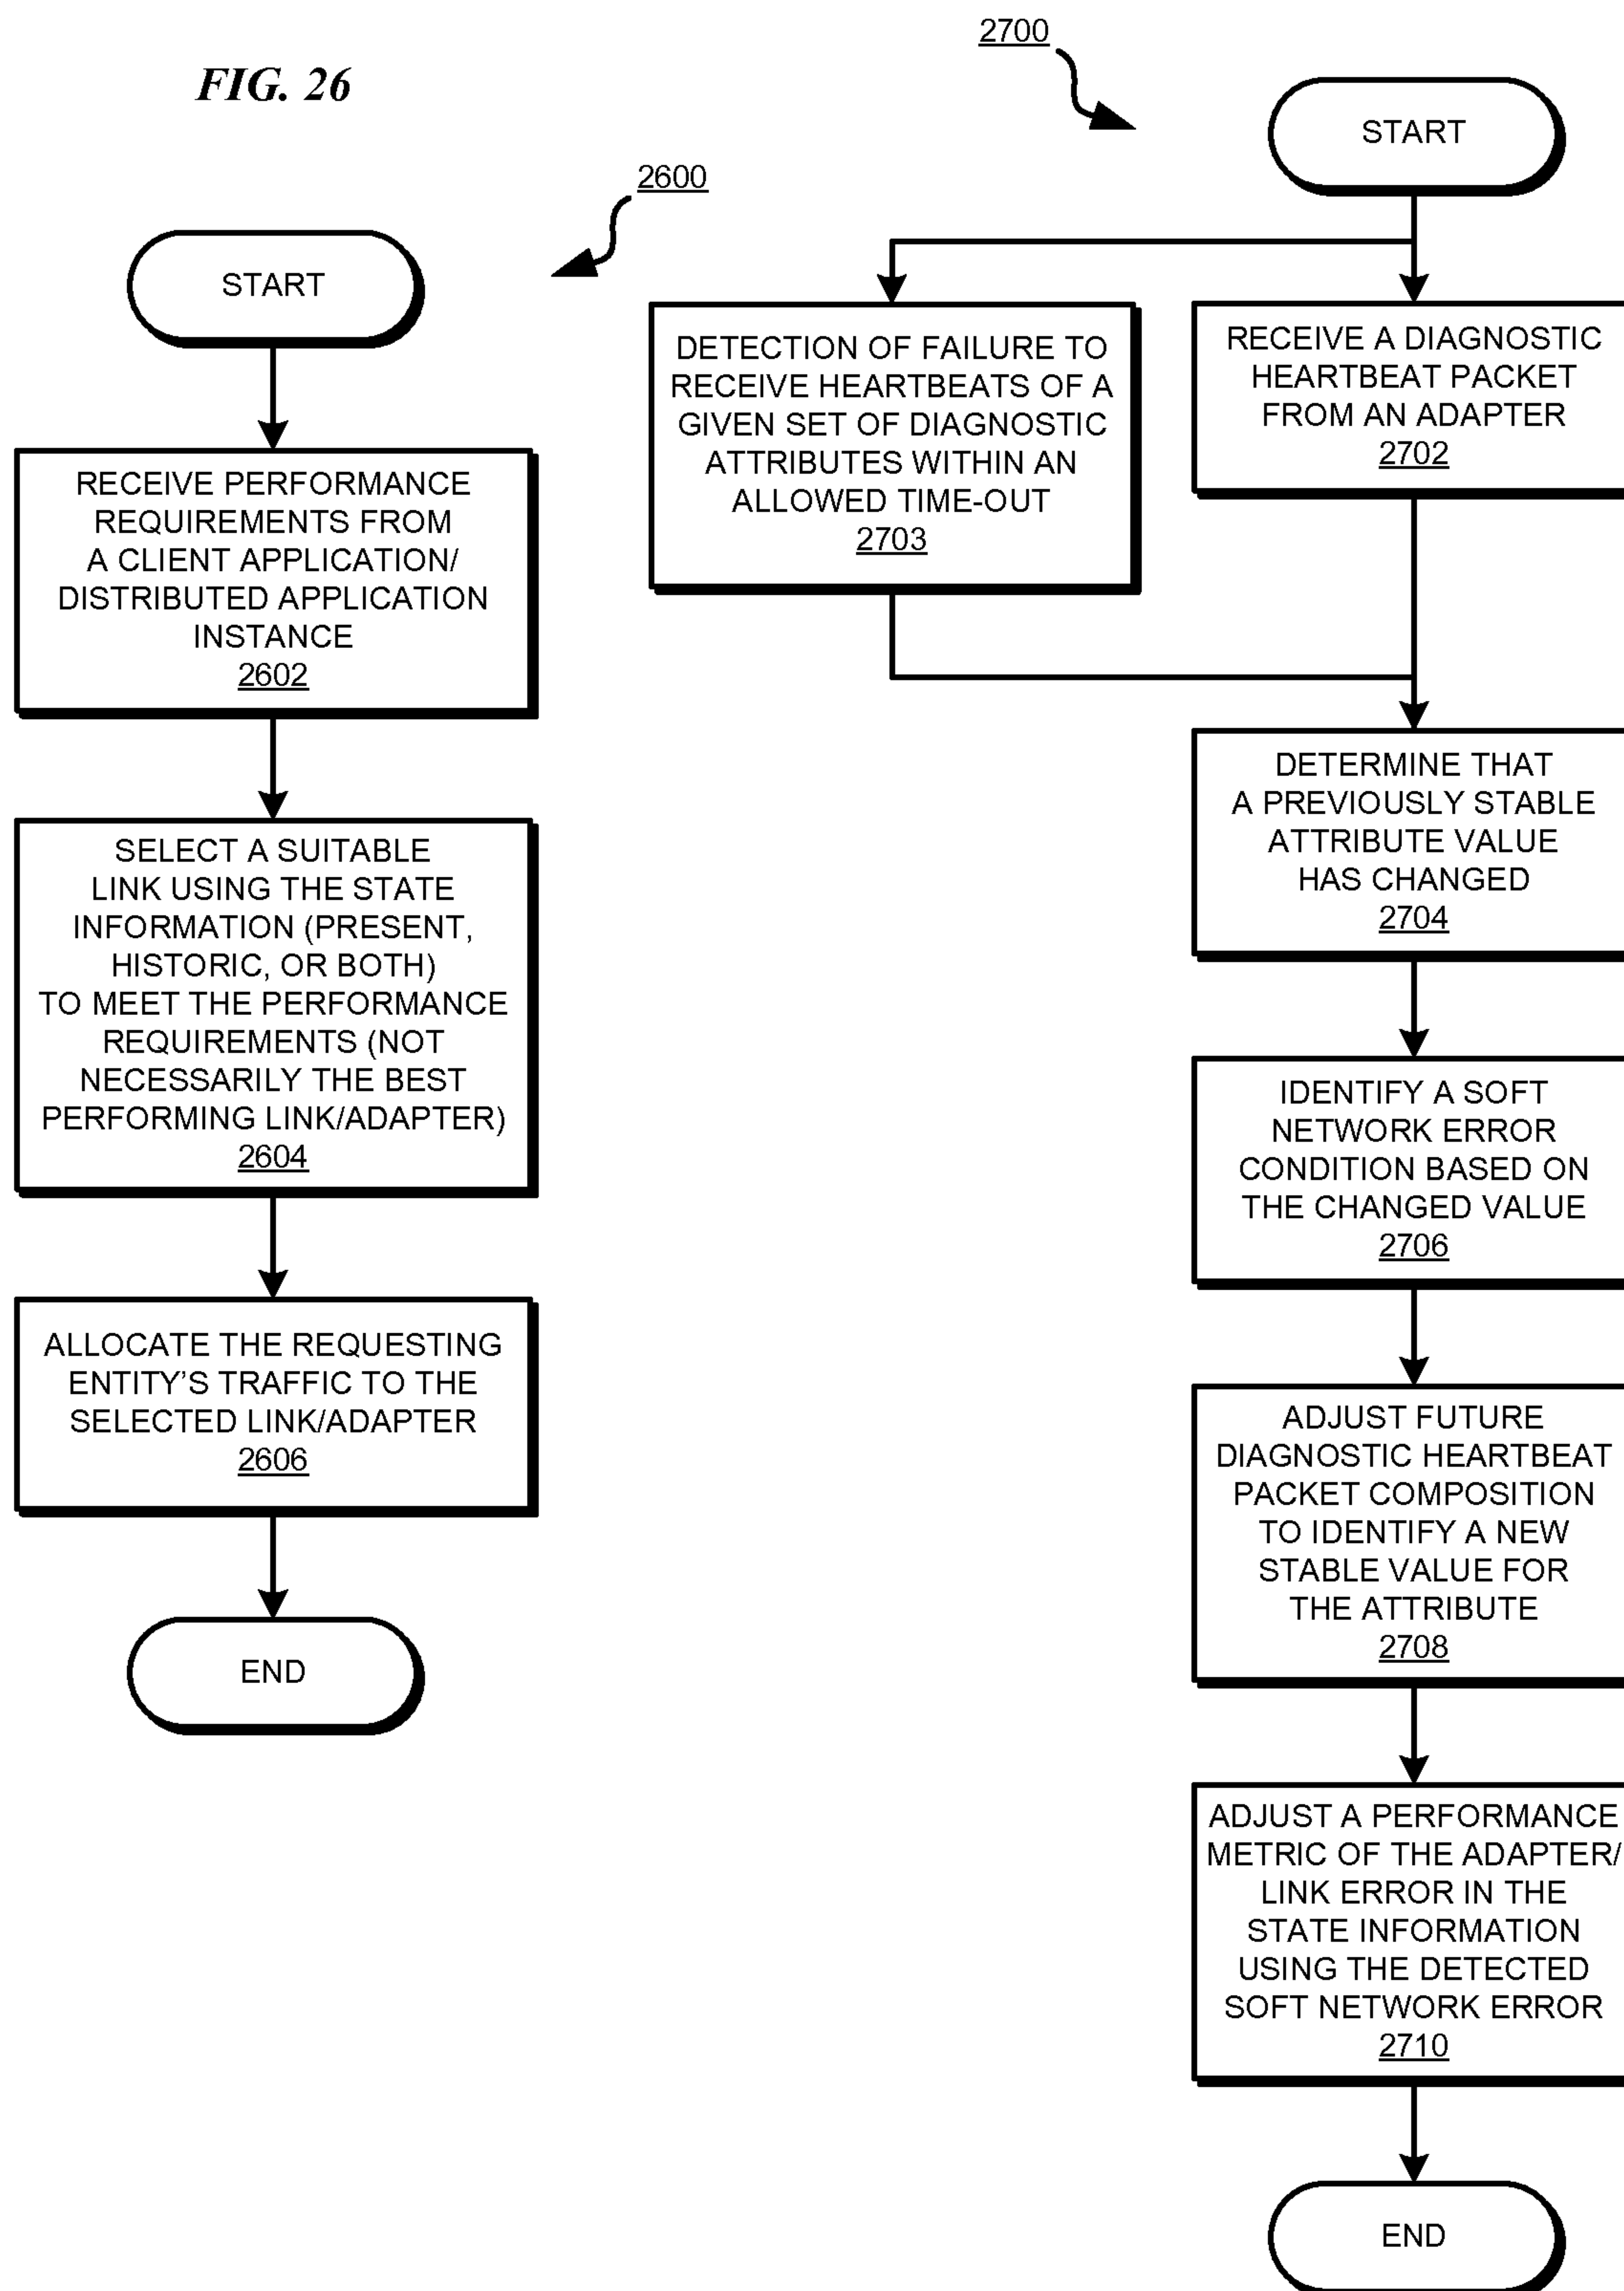 FIG. 26
2600
START
RECEIVE PERFORMANCE
REQUIREMENTS FROM
A CLIENT APPLICATION/
DISTRIBUTED APPLICATION
INSTANCE
2602
SELECT A SUITABLE
LINK USING THE STATE
INFORMATION (PRESENT,
HISTORIC, OR BOTH)
TO MEET THE PERFORMANCE
REQUIREMENTS (NOT
NECESSARILY THE BEST
PERFORMING LINK/ADAPTER)
2604
ALLOCATE THE REQUESTING
ENTITY'S TRAFFIC TO THE
SELECTED LINK/ADAPTER
2606
END
2700
START
DETECTION OF FAILURE TO
RECEIVE HEARTBEATS OF A
GIVEN SET OF DIAGNOSTIC
ATTRIBUTES WITHIN AN
ALLOWED TIME-OUT
2703
RECEIVE A DIAGNOSTIC
HEARTBEAT PACKET
FROM AN ADAPTER
2702
DETERMINE THAT
A PREVIOUSLY STABLE
ATTRIBUTE VALUE
HAS CHANGED
2704
IDENTIFY A SOFT
NETWORK ERROR
CONDITION BASED ON
THE CHANGED VALUE
2706
ADJUST FUTURE
DIAGNOSTIC HEARTBEAT
PACKET COMPOSITION
TO IDENTIFY A NEW
STABLE VALUE FOR
THE ATTRIBUTE
2708
ADJUST A PERFORMANCE
METRIC OF THE ADAPTER/
LINK ERROR IN THE
STATE INFORMATION
USING THE DETECTED
SOFT NETWORK ERROR
2710
END